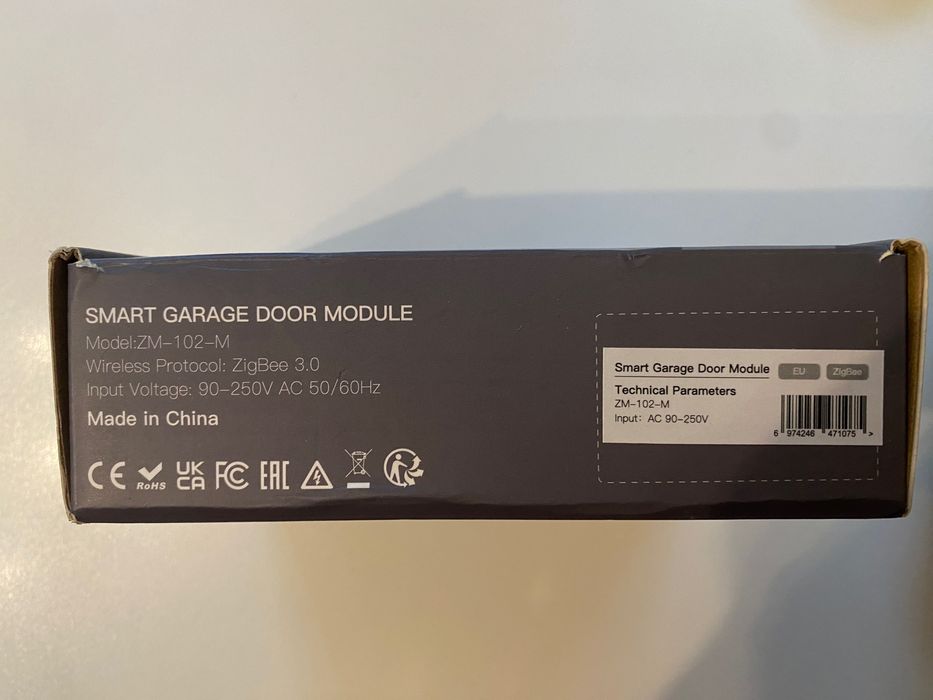 SMART GARAGE DOOR MODULE
Model:ZM-102-M
Wireless Protocol: ZigBee 3.0
Input Voltage: 90-250V AC 50/60Hz
Made in China
CE RoHS UKCA FC EAC
Smart Garage Door Module EU ZIgBee
Technical Parameters
ZM-102-M
Input: AC 90-250V
6 974246 471075 >